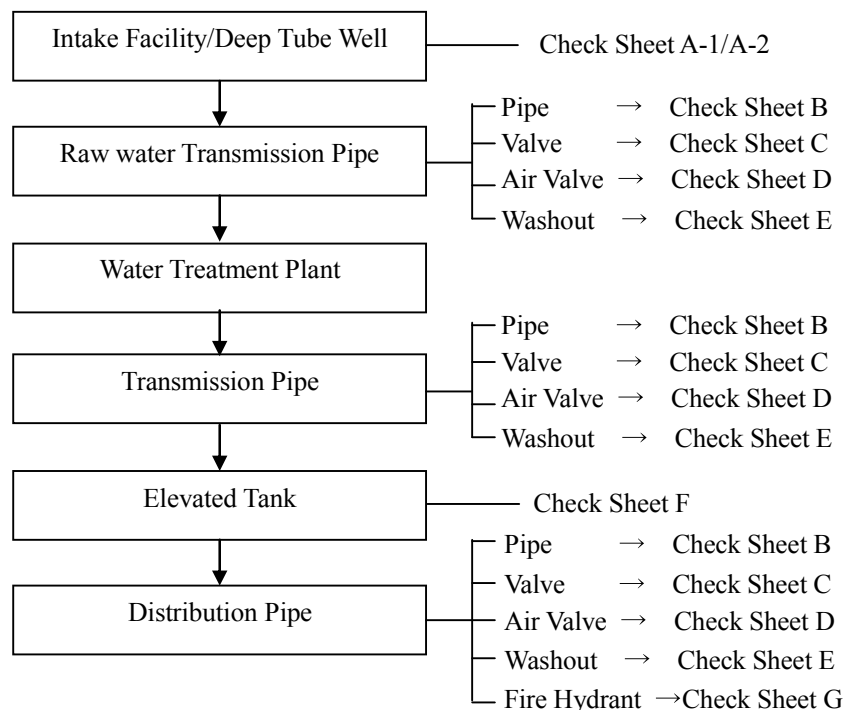 Intake Facility/Deep Tube Well
Check Sheet A-1/A-2
Raw water Transmission Pipe
Pipe → Check Sheet B
Valve → Check Sheet C
Air Valve → Check Sheet D
Washout → Check Sheet E
Water Treatment Plant
Transmission Pipe
Pipe → Check Sheet B
Valve → Check Sheet C
Air Valve → Check Sheet D
Washout → Check Sheet E
Elevated Tank
Check Sheet F
Distribution Pipe
Pipe → Check Sheet B
Valve → Check Sheet C
Air Valve → Check Sheet D
Washout → Check Sheet E
Fire Hydrant →Check Sheet G